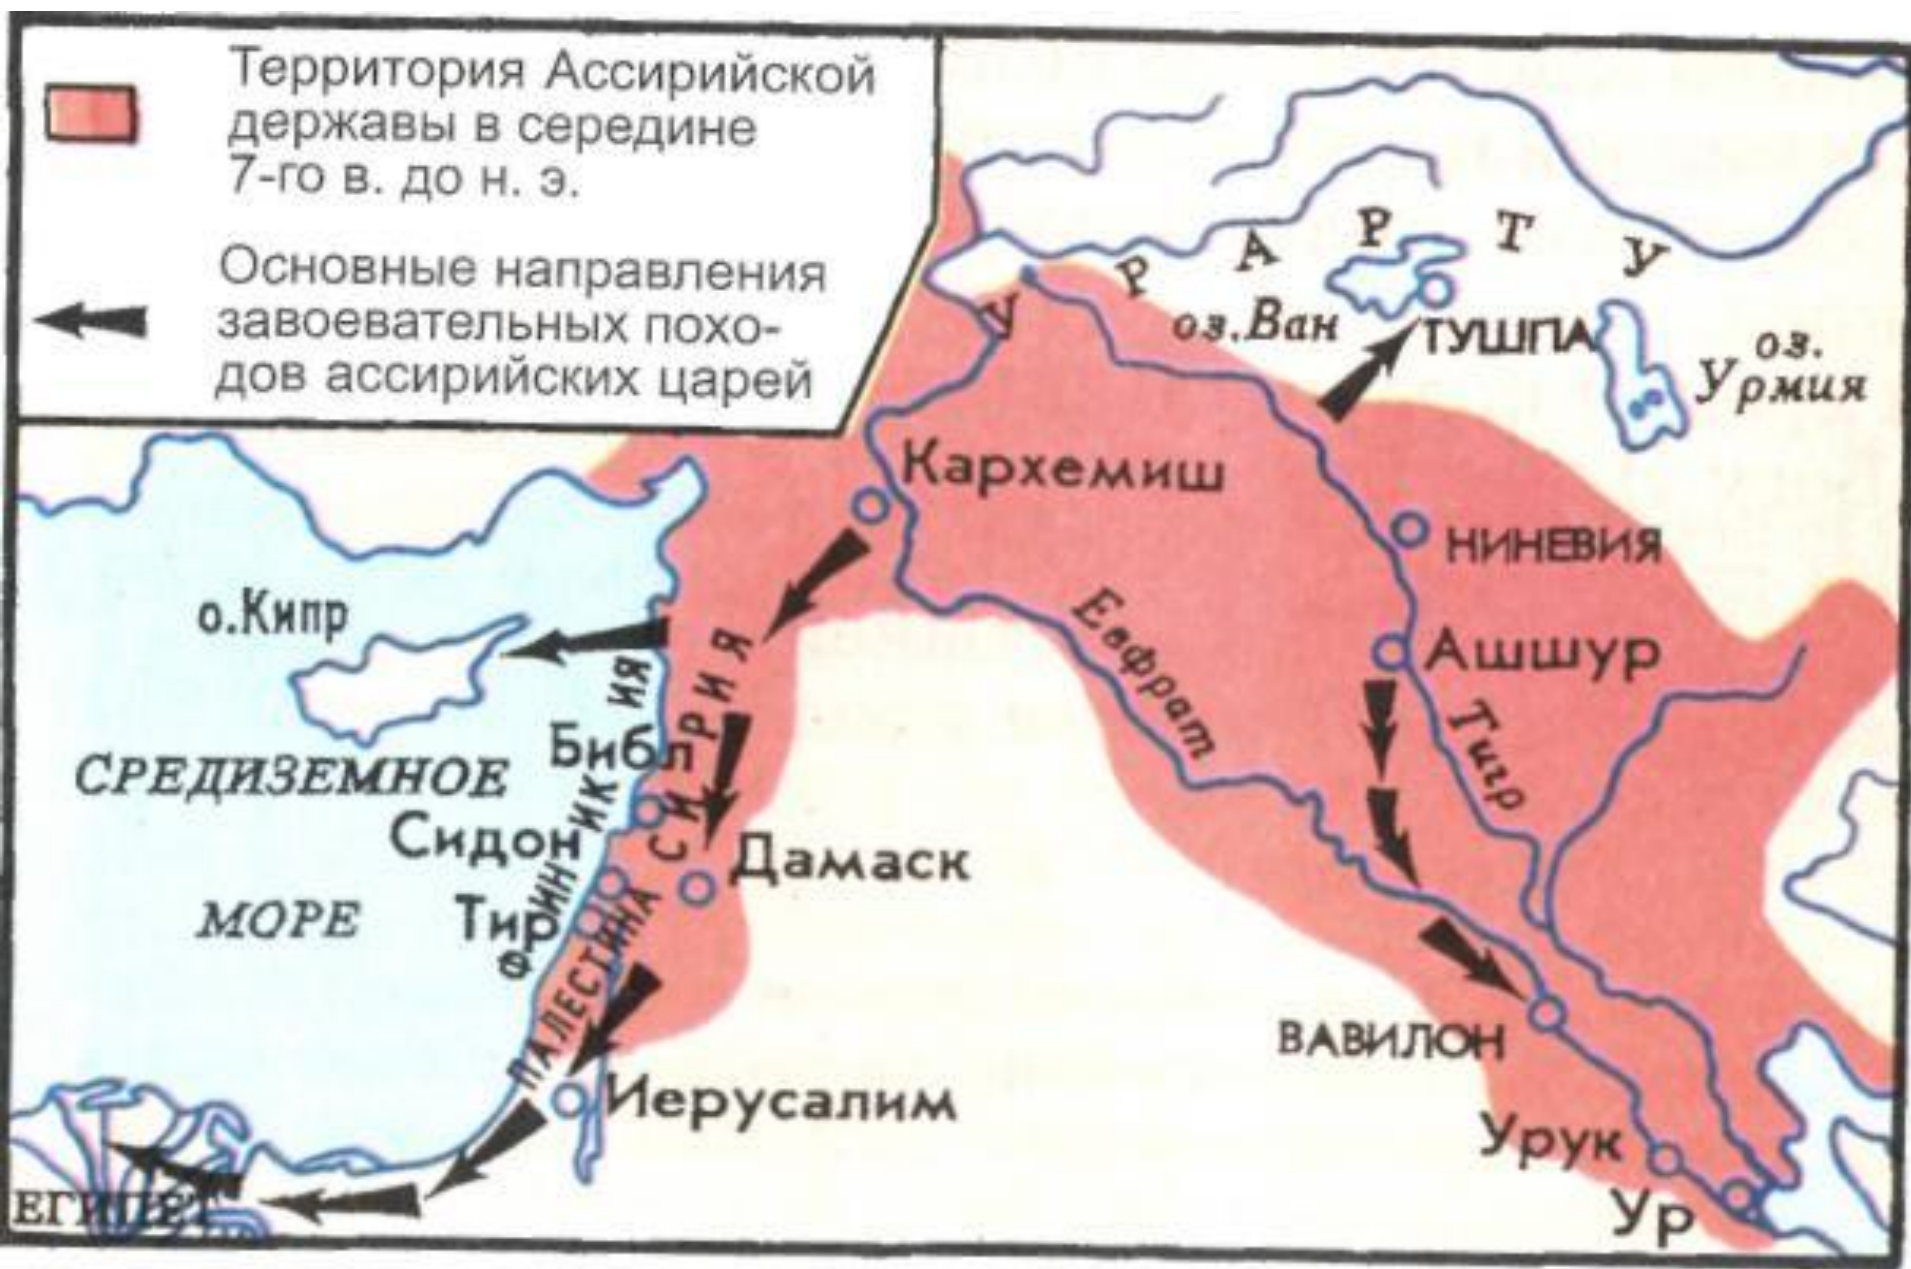 Территория Ассирийской
державы в середине
7-го в. до н. э.
Основные направления
завоевательных похо-
дов ассирийских царей
УРАРТУ
оз.Ван
ТУШПА
оз.
Урмия
Кархемиш
НИНЕВИЯ
о.Кипр
Евфрат
Ашшур
Тигр
СИРИЯ
ФИНИКИЯ
Библ
СРЕДИЗЕМНОЕ
МОРЕ
Сидон
Дамаск
Тир
ПАЛЕСТИНА
ВАВИЛОН
Иерусалим
Урук
ЕГИПЕТ
Ур